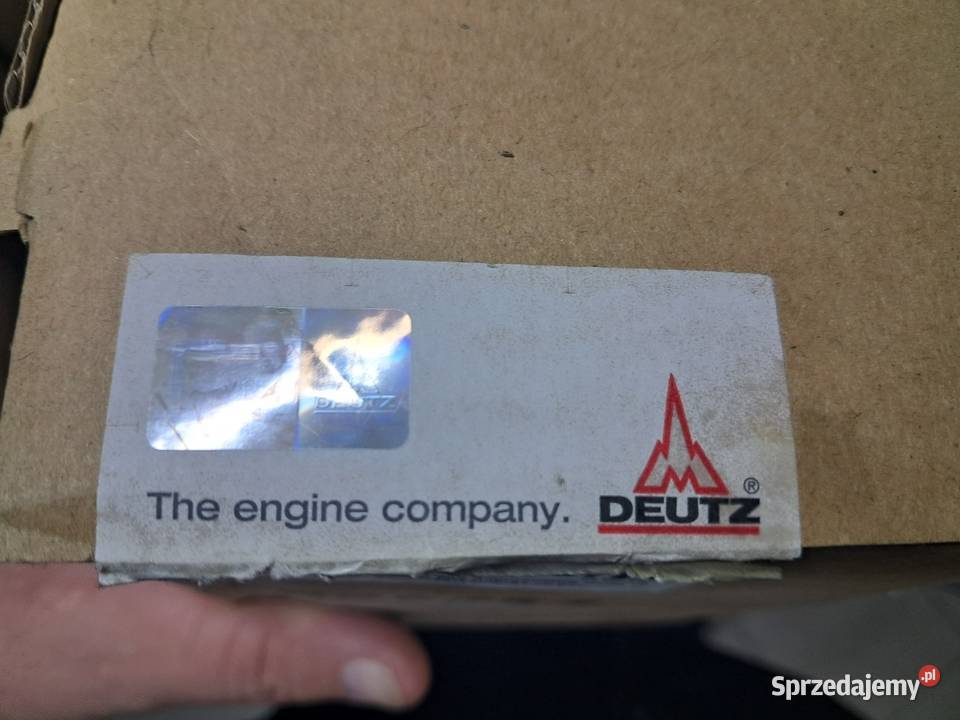 DEUTZ
The engine company.
DEUTZ®
Sprzedajemy.pl